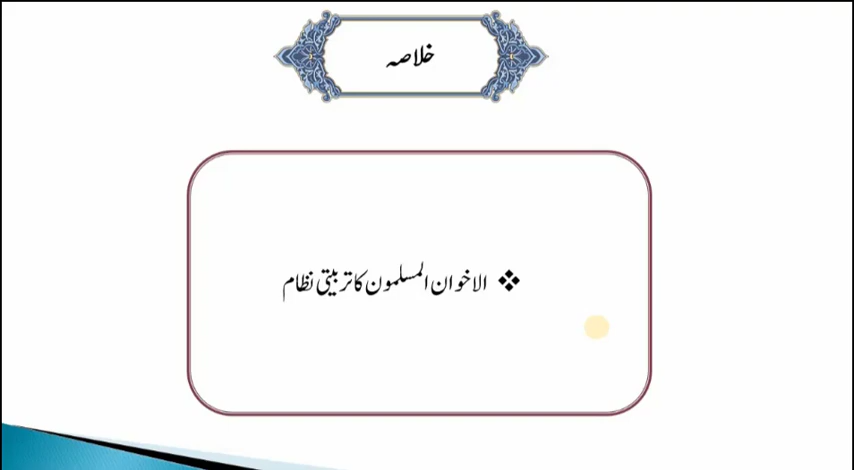 خلاصہ
❖ الاخوان المسلمون کا تربیتی نظام